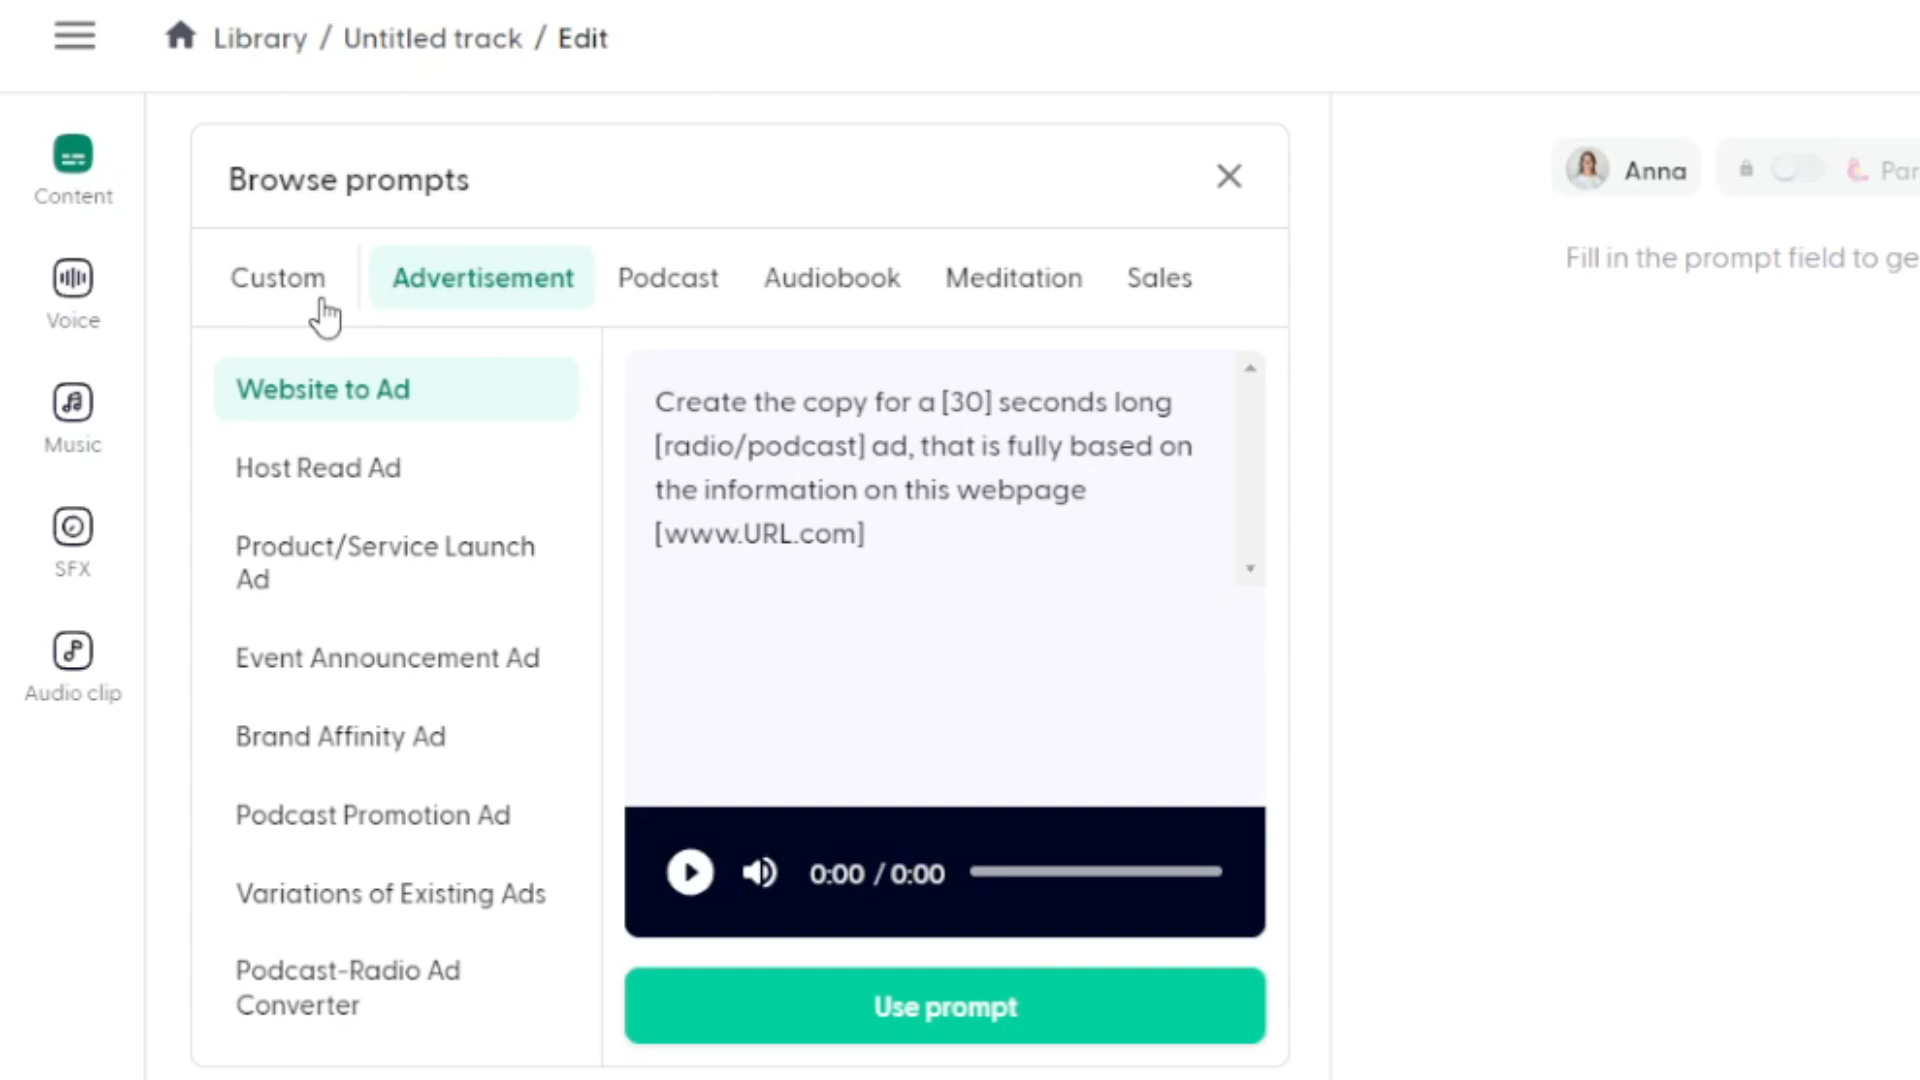 Library / Untitled track / Edit
Content
Voice
Music
SFX
Audio clip
Browse prompts
Custom
Advertisement
Podcast
Audiobook
Meditation
Sales
Website to Ad
Host Read Ad
Product/Service Launch
Ad
Event Announcement Ad
Brand Affinity Ad
Podcast Promotion Ad
Variations of Existing Ads
Podcast-Radio Ad
Converter
Create the copy for a [30] seconds long
[radio/podcast] ad, that is fully based on
the information on this webpage
[www.URL.com]
0:00 / 0:00
Use prompt
Anna
Fill in the prompt field to